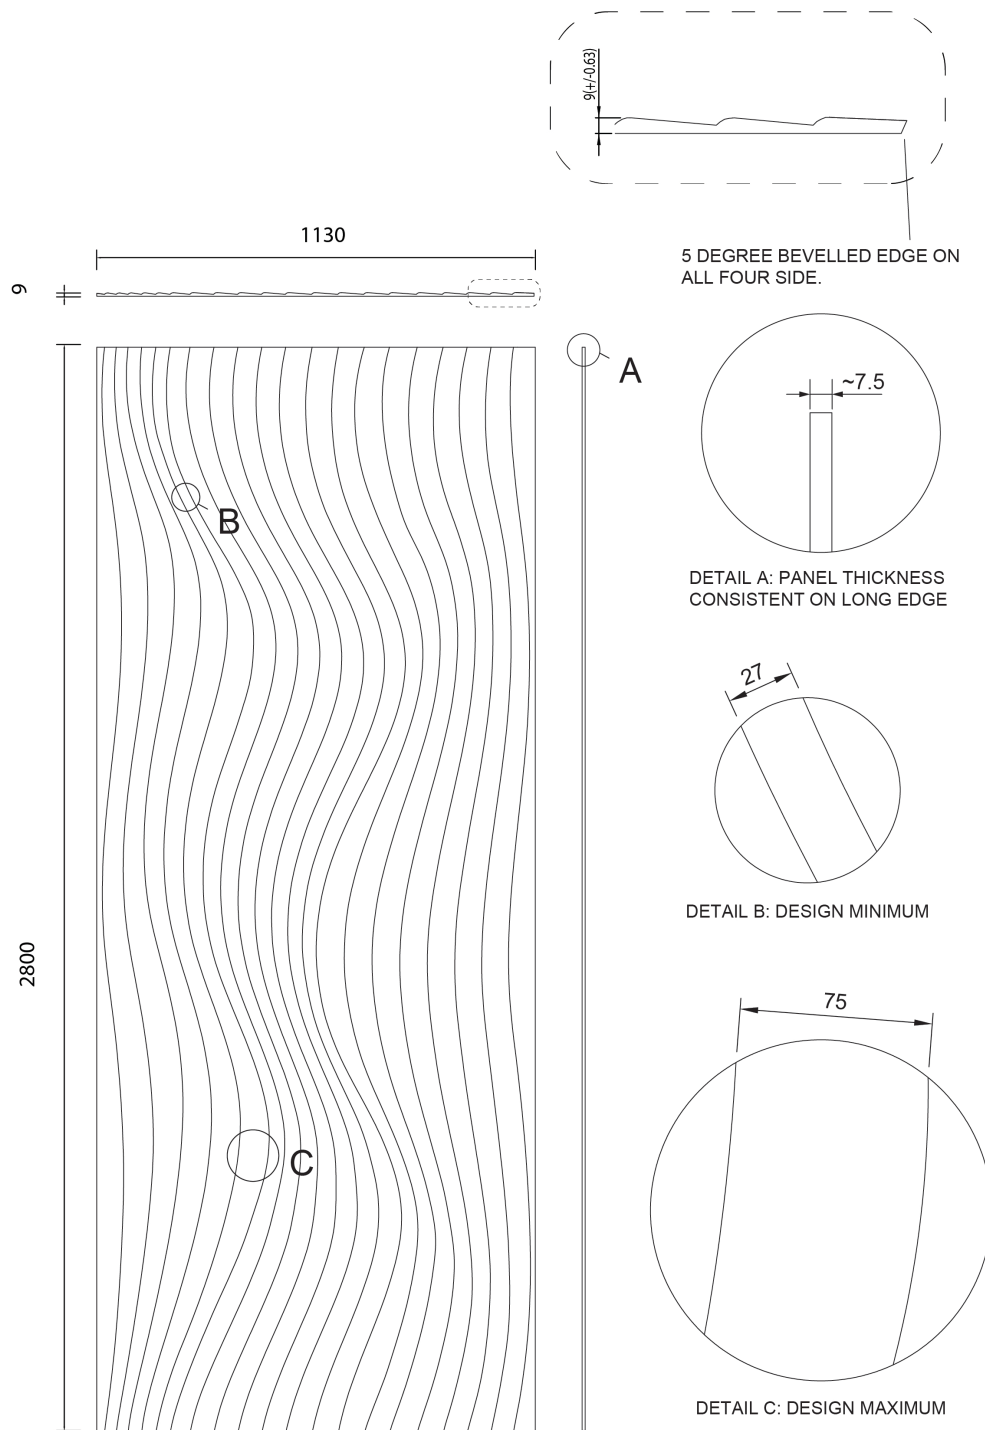 9(+/-0.63)
5 DEGREE BEVELLED EDGE ON
ALL FOUR SIDE.
1130
9
A
~7.5
DETAIL A: PANEL THICKNESS
CONSISTENT ON LONG EDGE
B
27
DETAIL B: DESIGN MINIMUM
2800
75
C
DETAIL C: DESIGN MAXIMUM